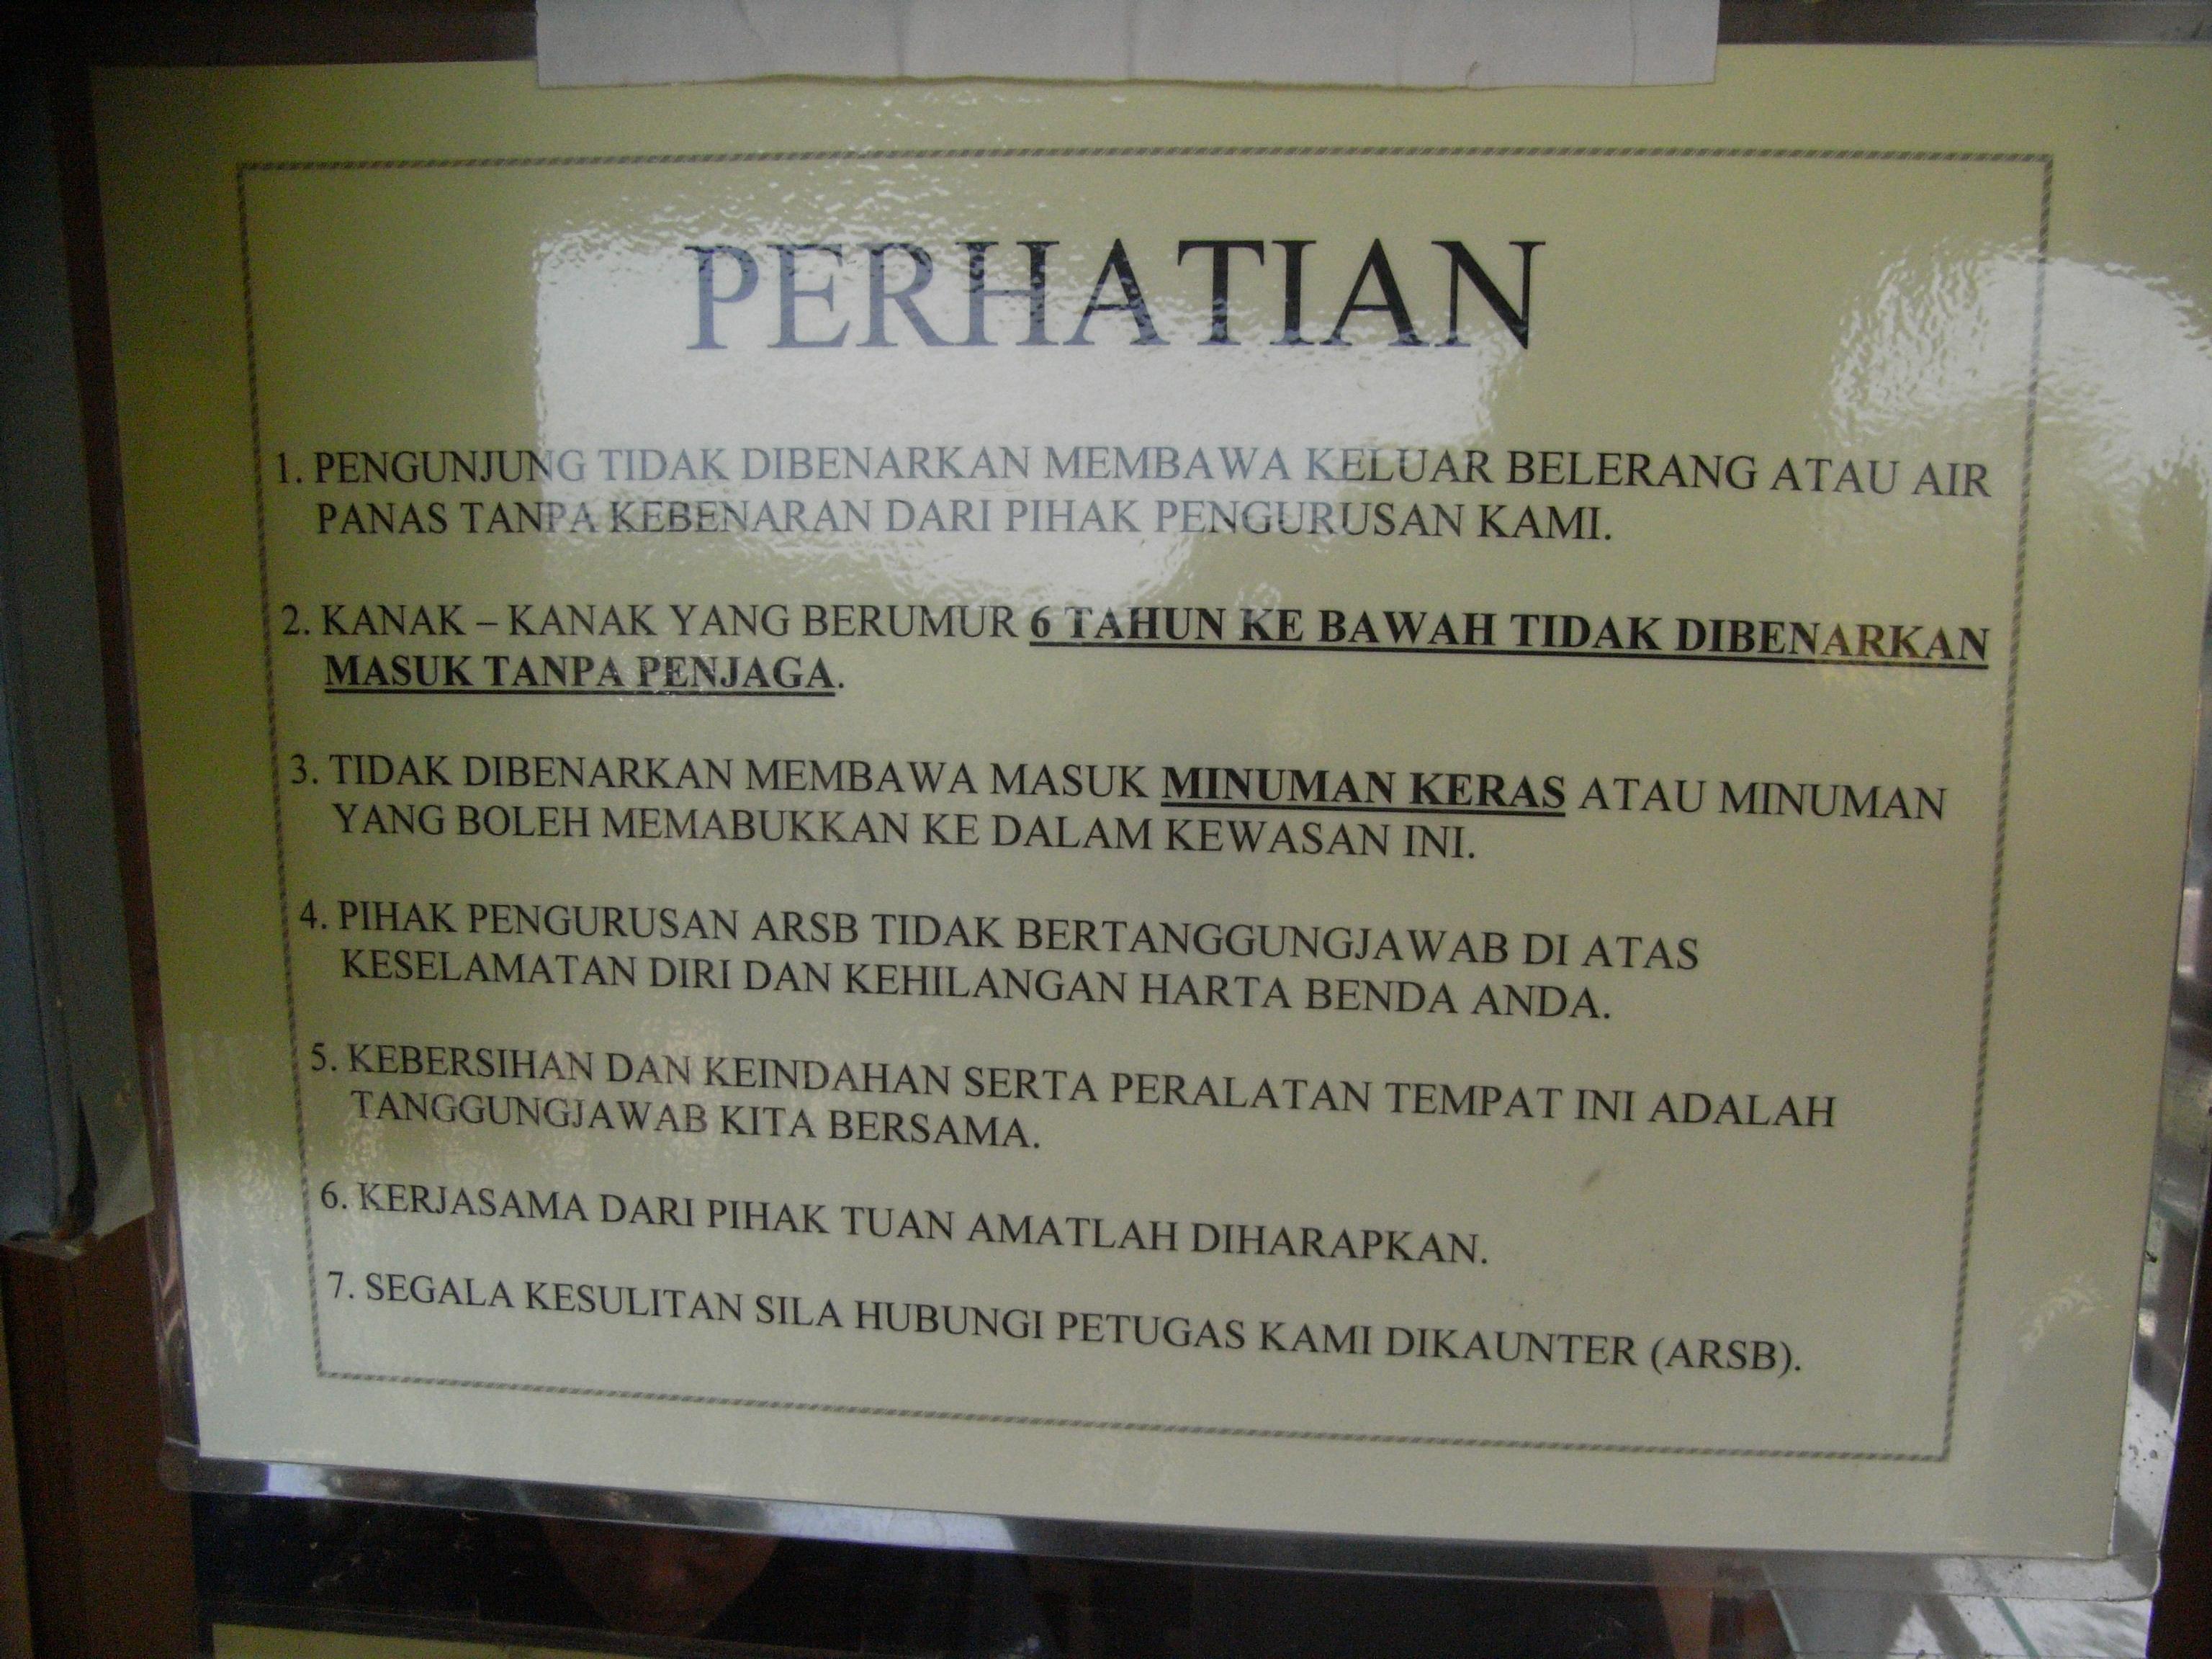 PERHATIAN
1. PENGUNJUNG TIDAK DIBENARKAN MEMBAWA KELUAR BELERANG ATAU AIR
PANAS TANPA KEBENARAN DARI PIHAK PENGURUSAN KAMI.
2. KANAK – KANAK YANG BERUMUR 6 TAHUN KE BAWAH TIDAK DIBENARKAN
MASUK TANPA PENJAGA.
3. TIDAK DIBENARKAN MEMBAWA MASUK MINUMAN KERAS ATAU MINUMAN
YANG BOLEH MEMABUKKAN KE DALAM KEWASAN INI.
4. PIHAK PENGURUSAN ARSB TIDAK BERTANGGUNGJAWAB DI ATAS
KESELAMATAN DIRI DAN KEHILANGAN HARTA BENDA ANDA.
5. KEBERSIHAN DAN KEINDAHAN SERTA PERALATAN TEMPAT INI ADALAH
TANGGUNGJAWAB KITA BERSAMA.
6. KERJASAMA DARI PIHAK TUAN AMATLAH DIHARAPKAN.
7. SEGALA KESULITAN SILA HUBUNGI PETUGAS KAMI DIKAUNTER (ARSB).